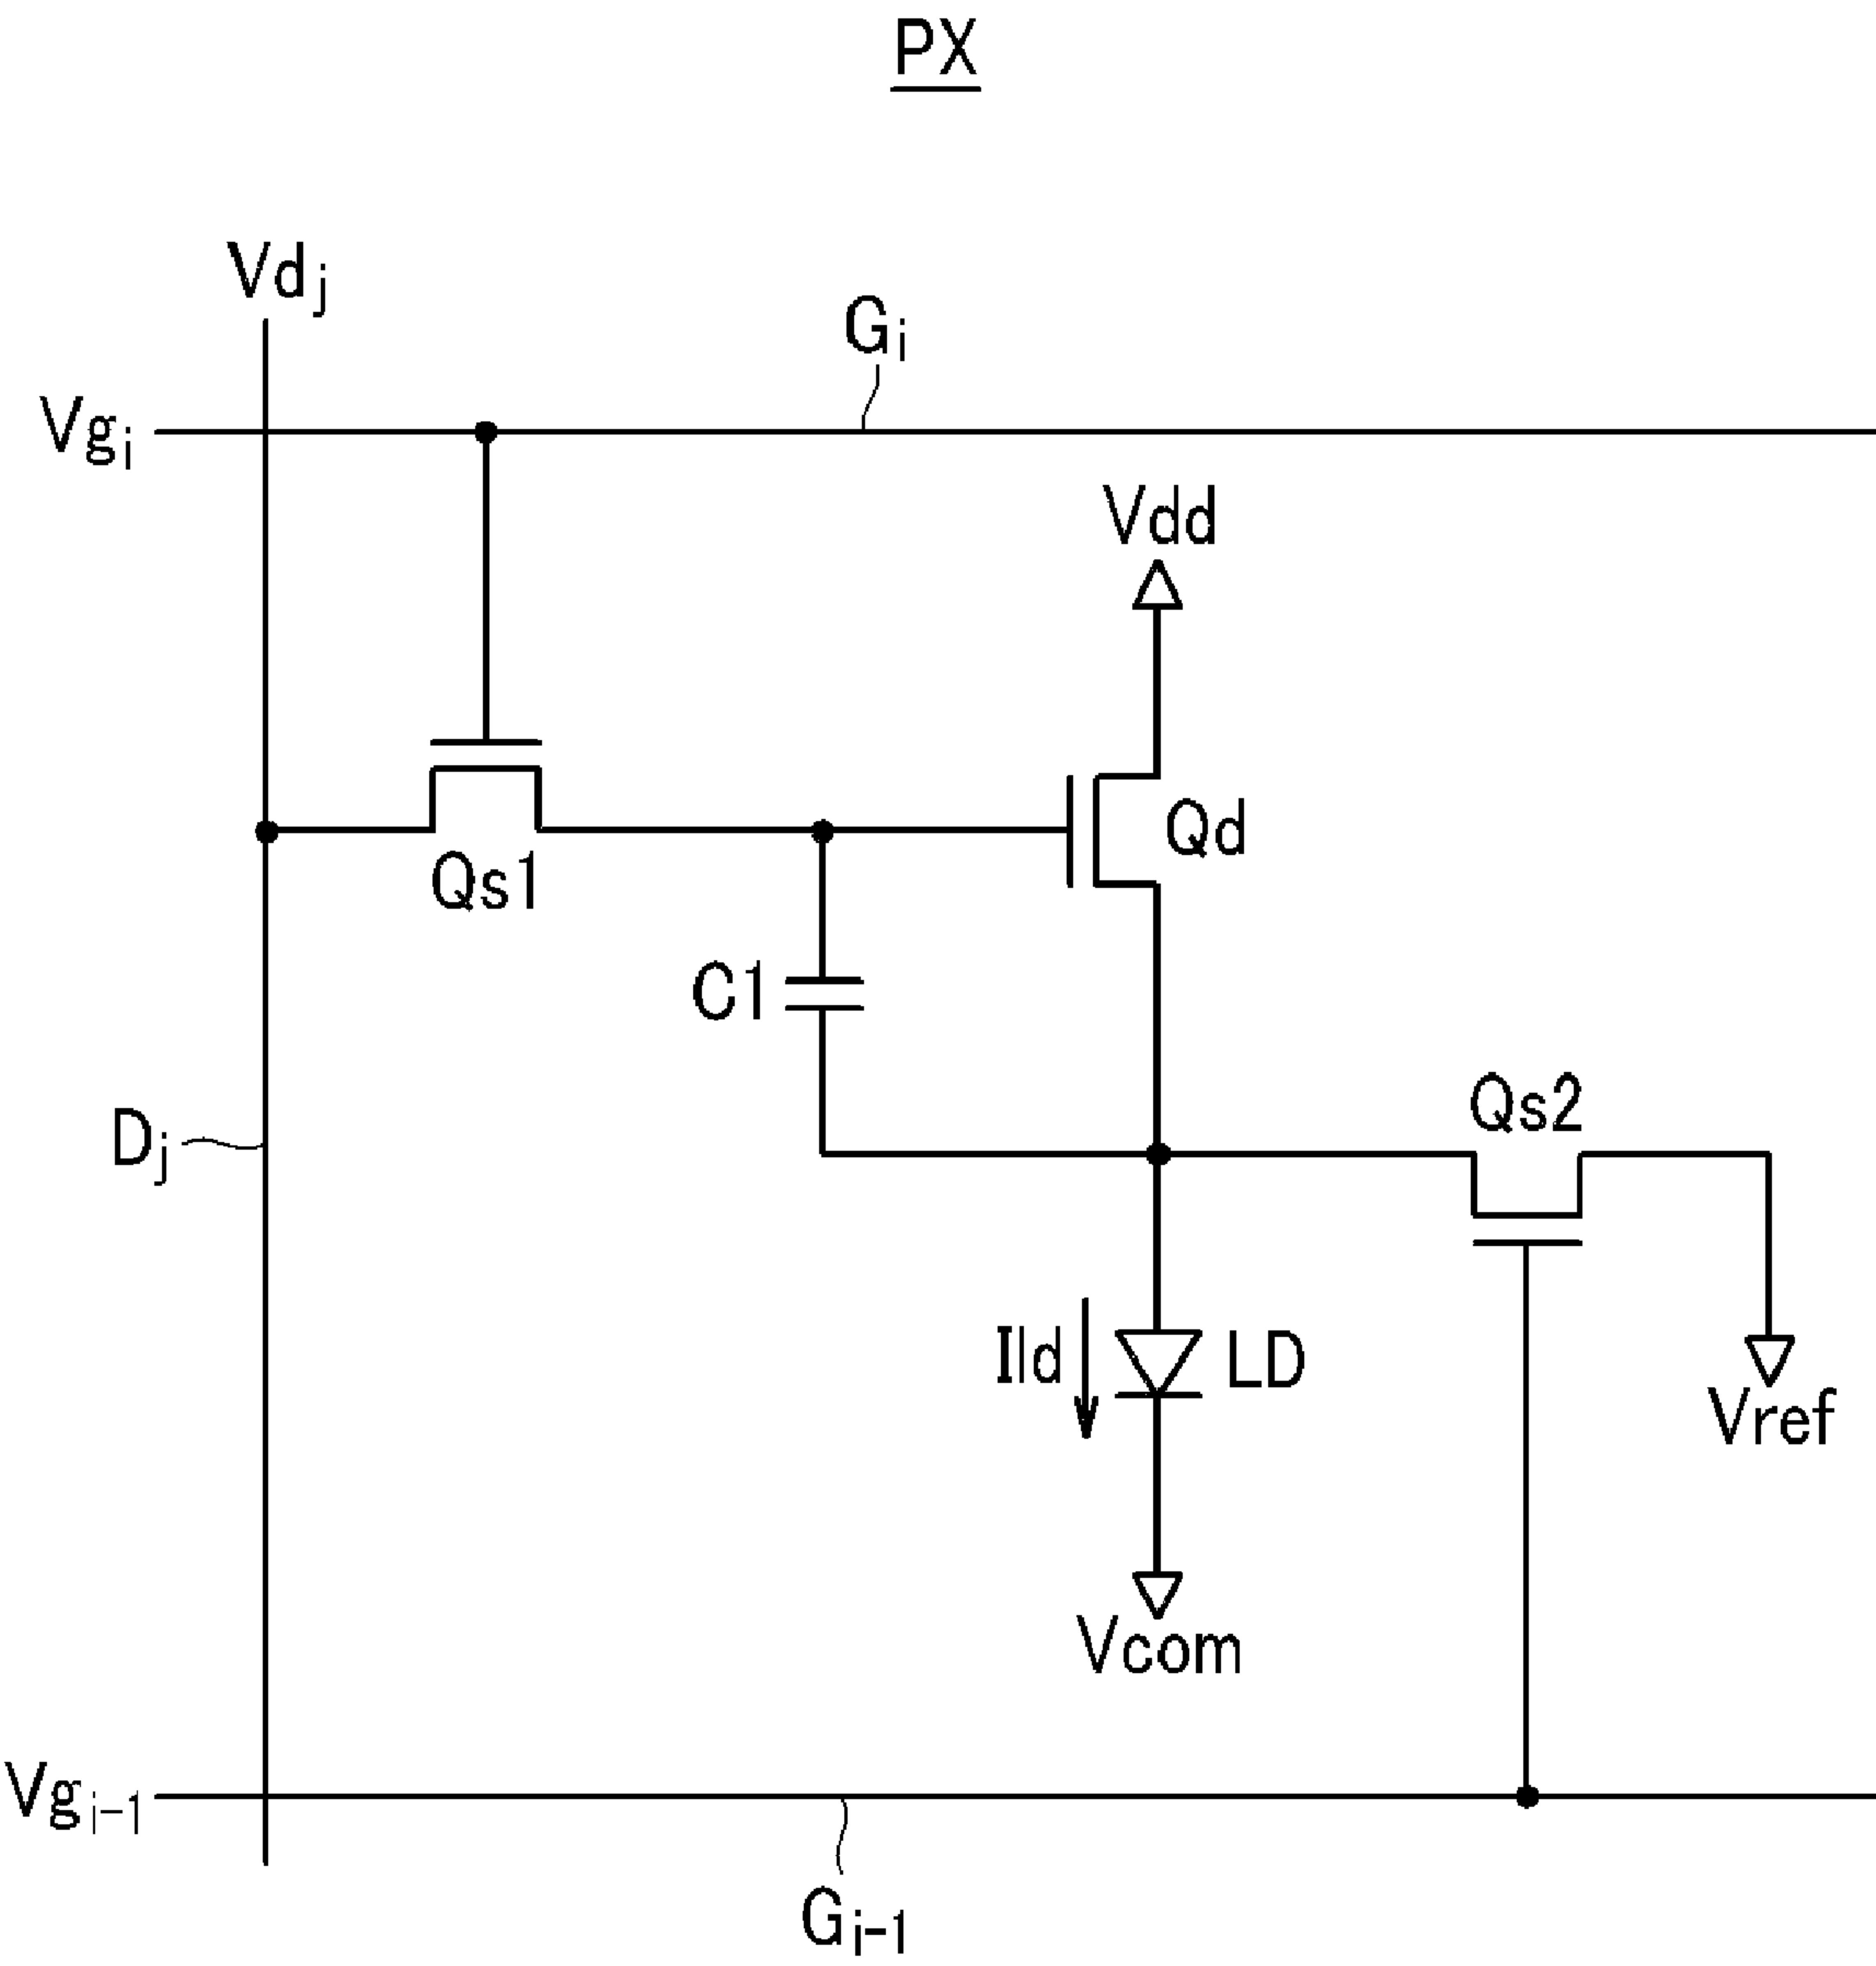 PX
Vdj
Gi
Vgi
Vdd
Qd
Qs1
C1
Qs2
Dj
Ild
LD
Vref
Vcom
Vgi-1
Gi-1